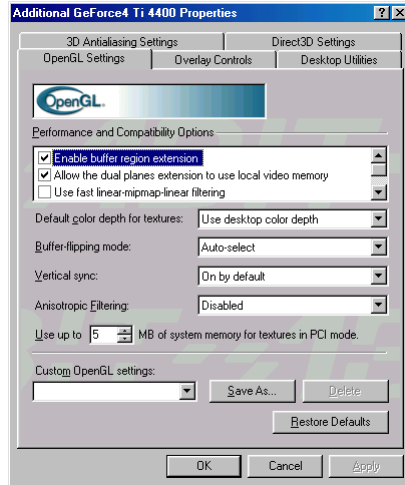 Additional GeForce4 Ti 4400 Properties
3D Antialiasing Settings
Direct3D Settings
OpenGL Settings
Overlay Controls
Desktop Utilities
OpenGL.
Performance and Compatibility Options
Enable buffer region extension
Allow the dual planes extension to use local video memory
Use fast linear-mipmap-linear filtering
Default color depth for textures: Use desktop color depth
Buffer-flipping mode: Auto-select
Vertical sync: On by default
Anisotropic Filtering: Disabled
Use up to 5 MB of system memory for textures in PCI mode.
Custom OpenGL settings:
Save As...
Delete
Restore Defaults
OK
Cancel
Apply